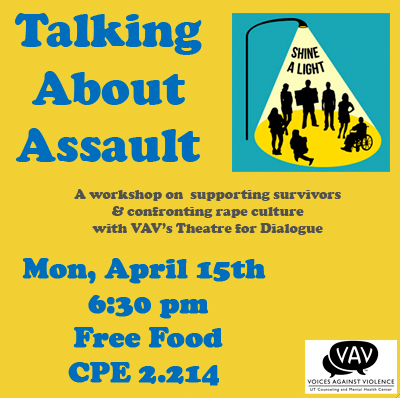 Talking
About
Assault
SHINE
A LIGHT
A workshop on supporting survivors
& confronting rape culture
with VAV's Theatre for Dialogue
Mon, April 15th
6:30 pm
Free Food
CPE 2.214
VAV
VOICES AGAINST VIOLENCE
UT Counseling and Mental Health Center